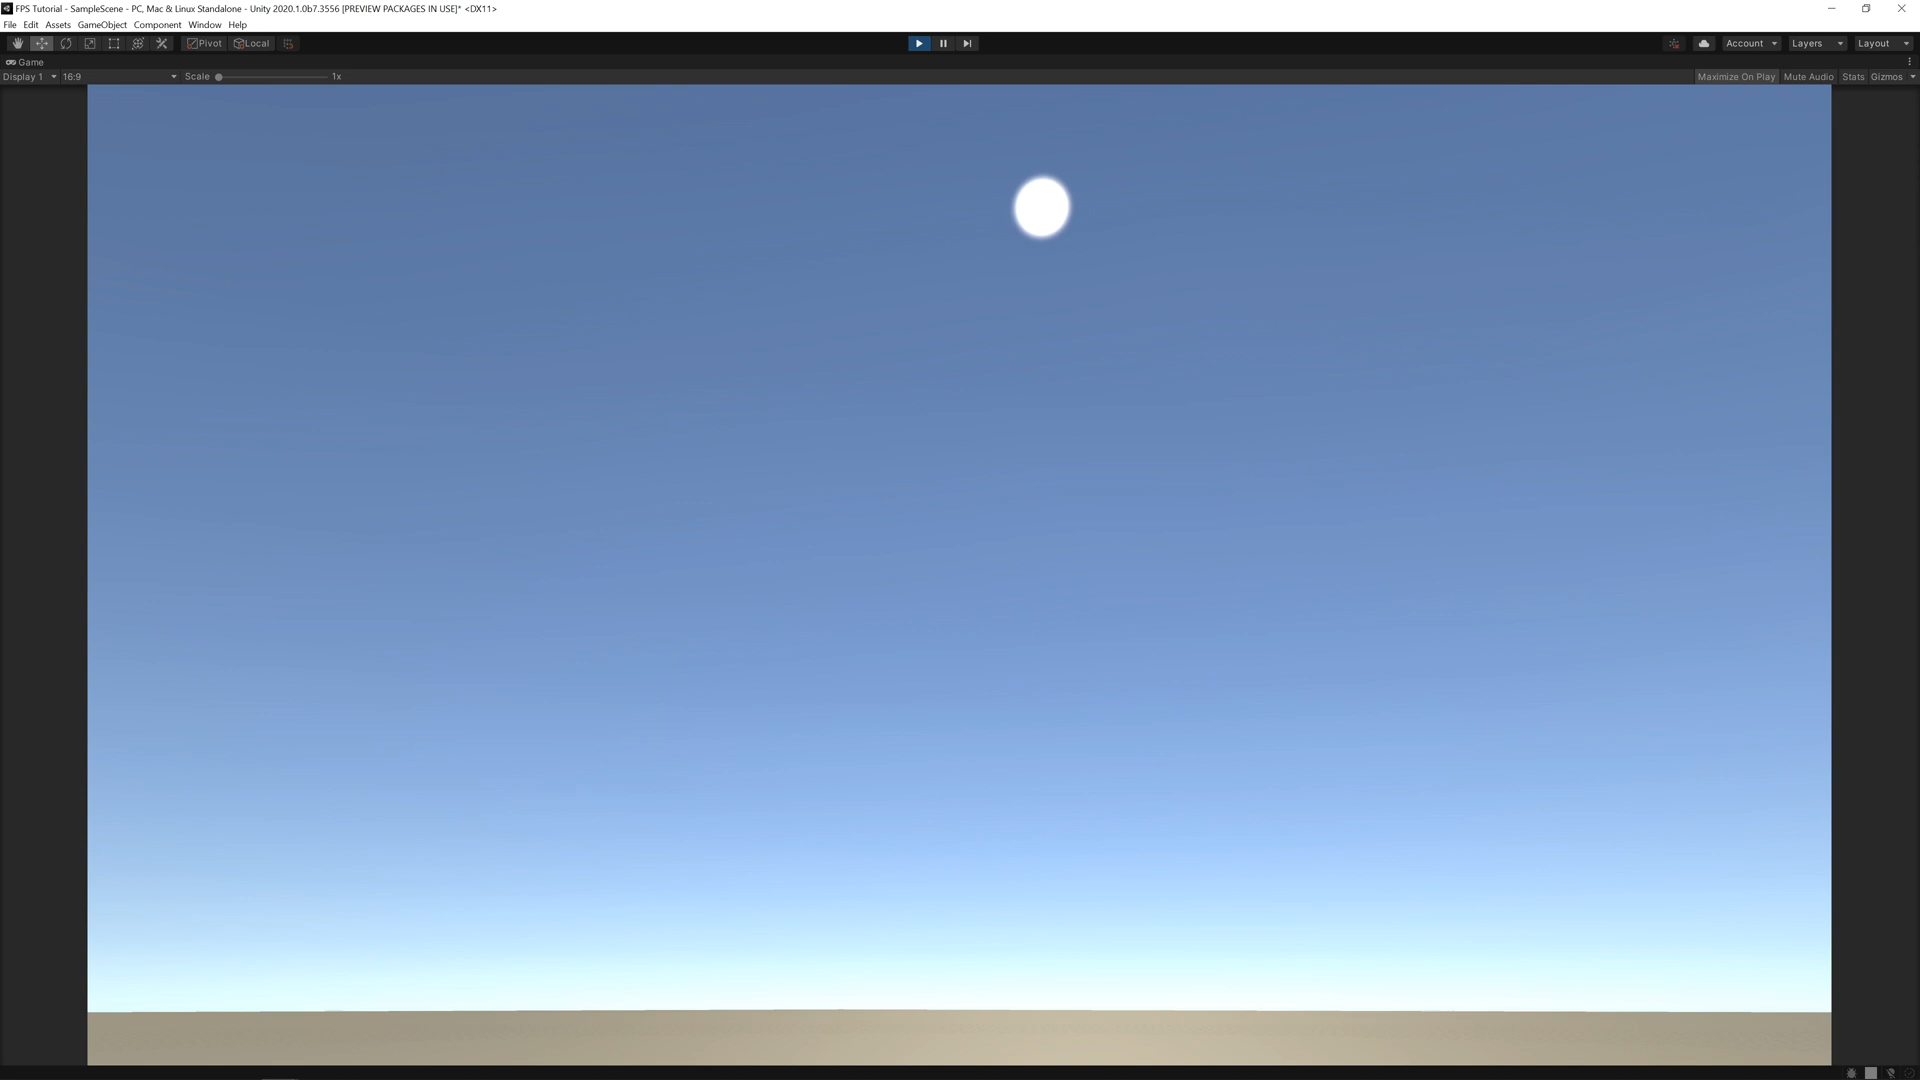 FPS Tutorial - SampleScene - PC, Mac & Linux Standalone - Unity 2020.1.0b7.3556 [PREVIEW PACKAGES IN USE]* <DX11>
File Edit Assets GameObject Component Window Help
Pivot Local Account Layers Layout
Game
Display 1 16:9 Scale 1x Maximize On Play Mute Audio Stats Gizmos